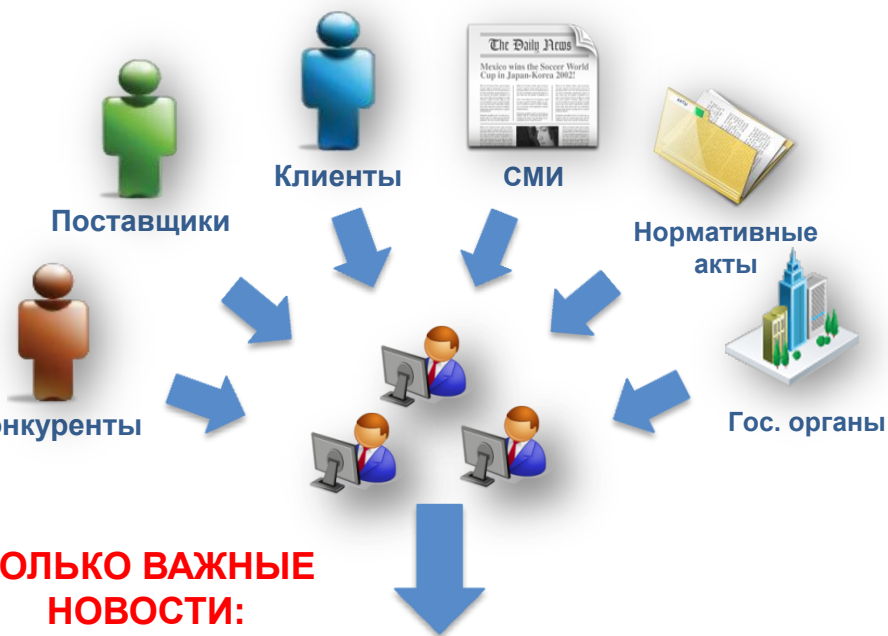 The Daily News
Mexico wins the Soccer World
Cup in Japan-Korea 2002!
Клиенты
СМИ
Поставщики
Нормативные
акты
онкуренты
Гос. органы
ОЛЬКО ВАЖНЫЕ
НОВОСТИ: